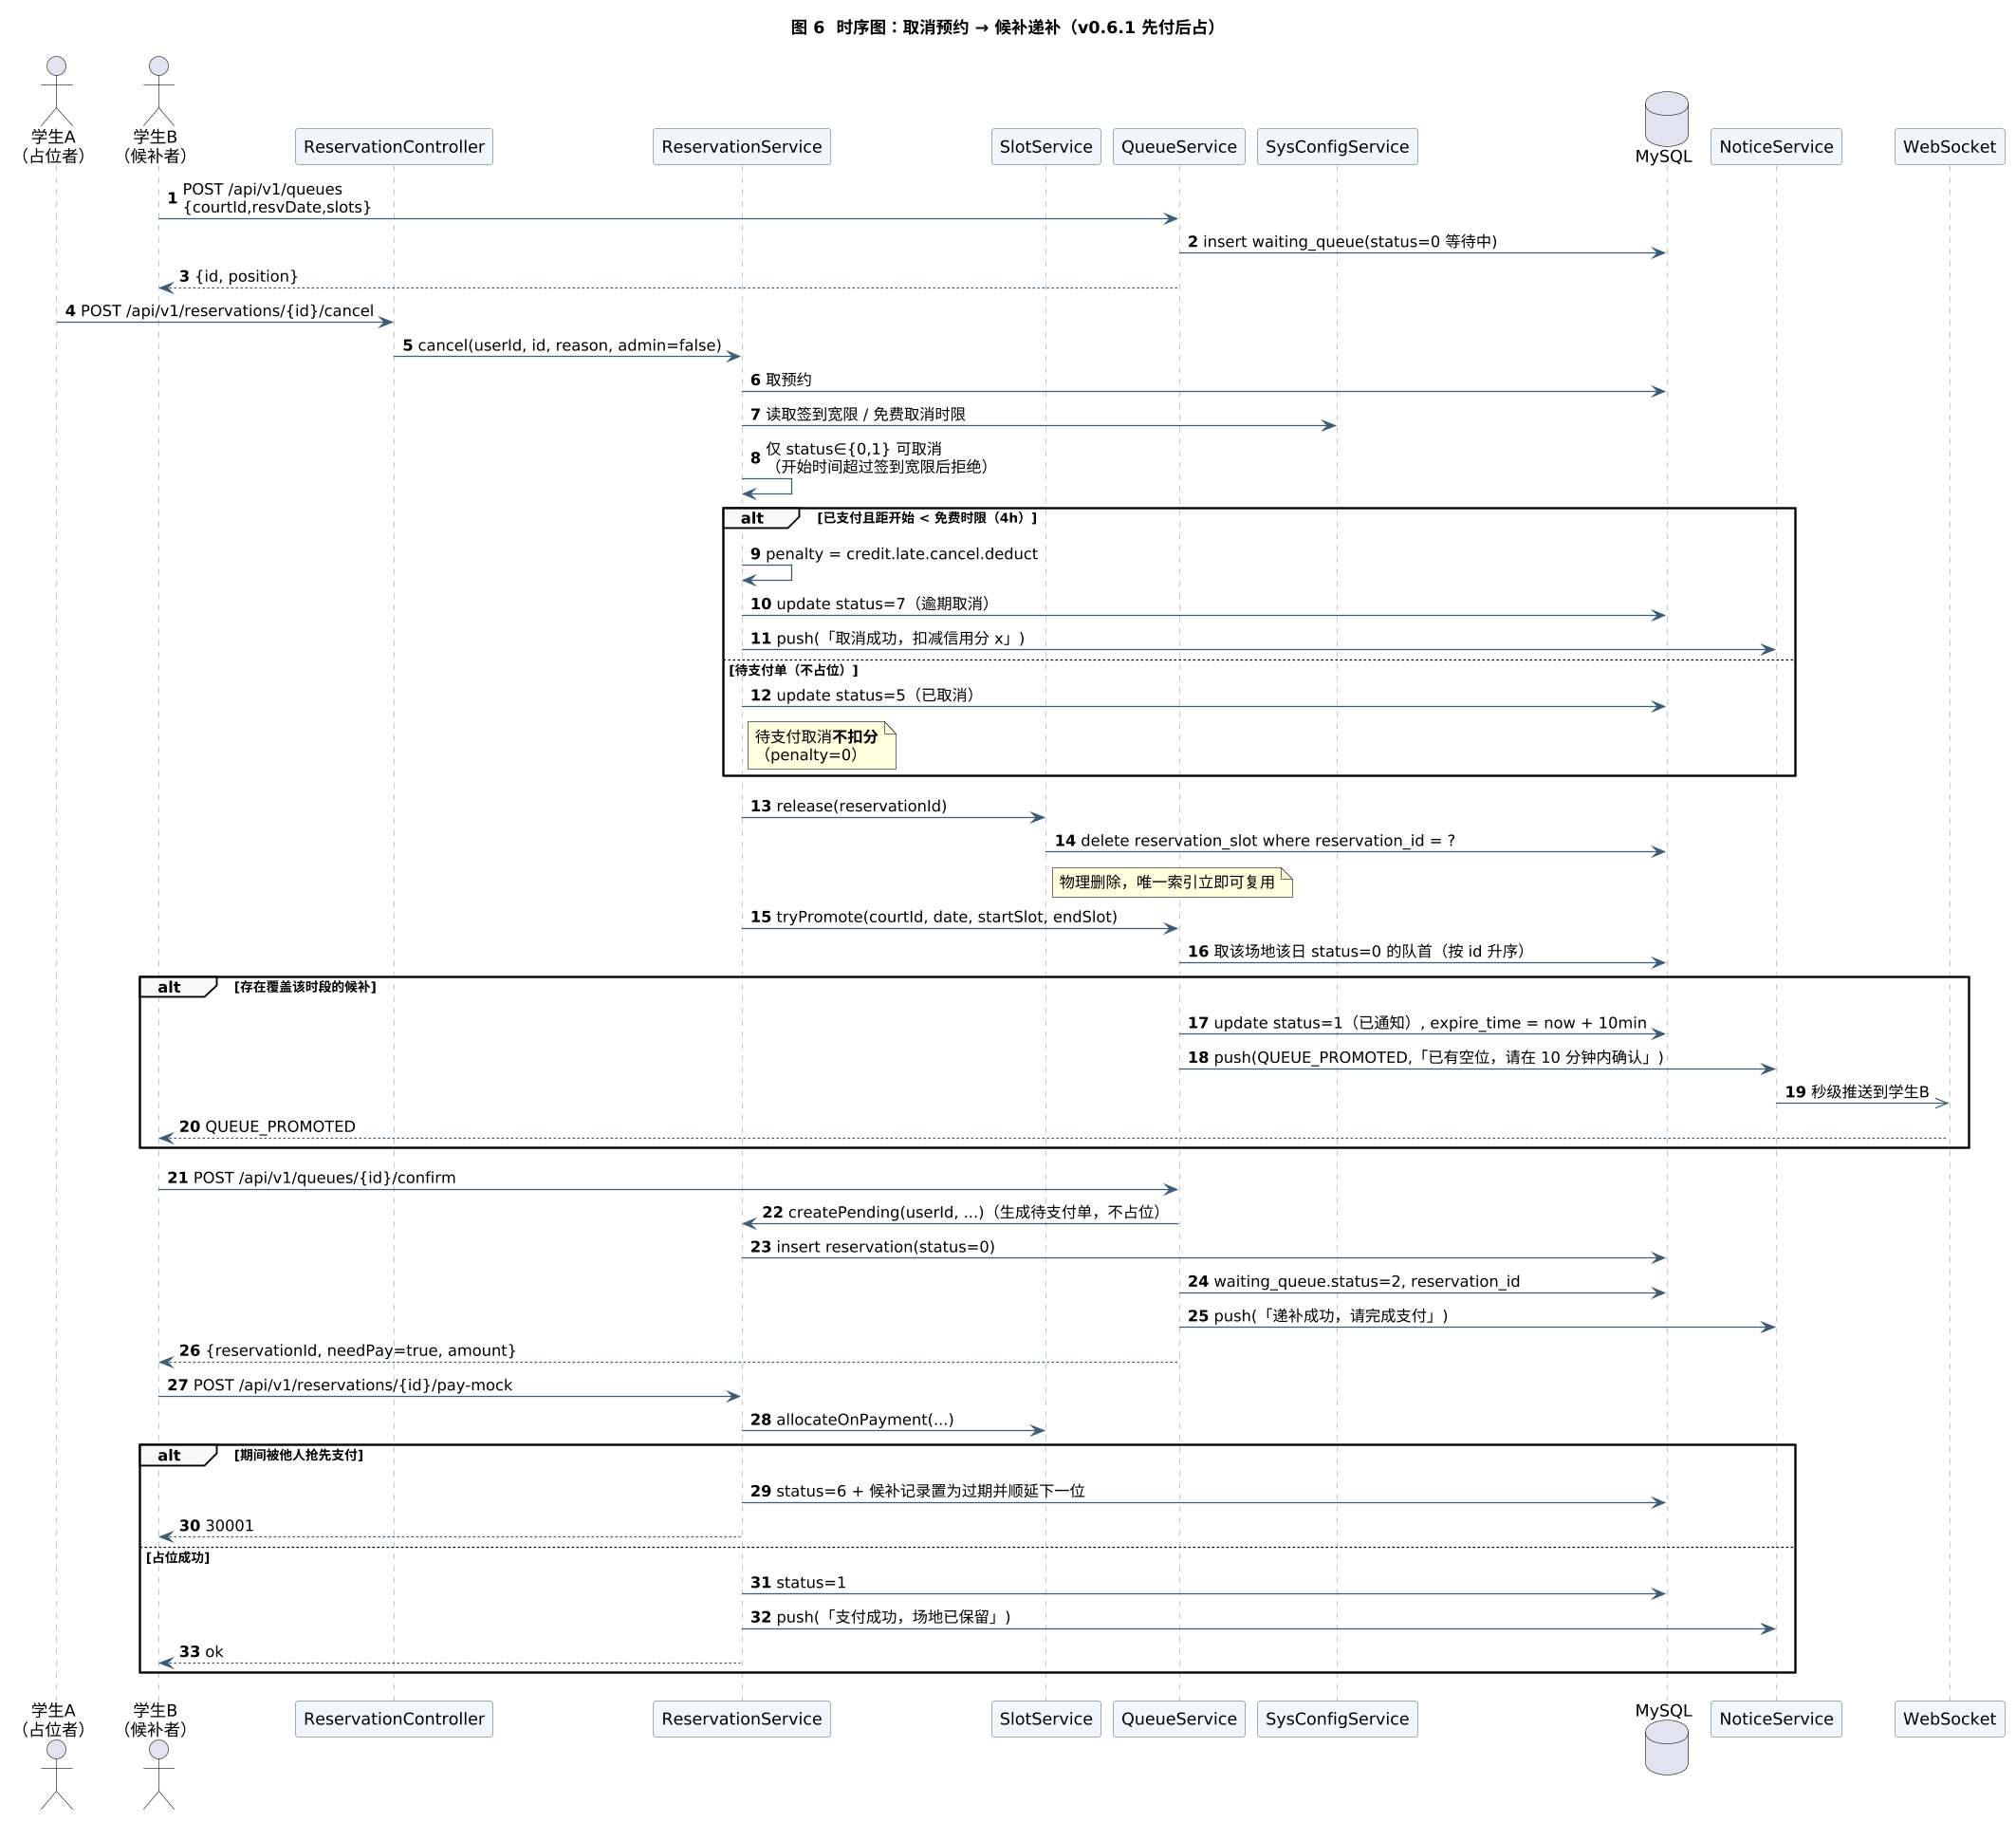 图 6  时序图：取消预约 → 候补递补（v0.6.1 先付后占）
学生A
（占位者）
学生B
（候补者）
ReservationController
ReservationService
SlotService
QueueService
SysConfigService
MySQL
NoticeService
WebSocket
1 POST /api/v1/queues
{courtId,resvDate,slots}
2 insert waiting_queue(status=0 等待中)
3 {id, position}
4 POST /api/v1/reservations/{id}/cancel
5 cancel(userId, id, reason, admin=false)
6 取预约
7 读取签到宽限 / 免费取消时限
8 仅 status∈{0,1} 可取消
（开始时间超过签到宽限后拒绝）
alt [已支付且距开始 < 免费时限（4h）]
9 penalty = credit.late.cancel.deduct
10 update status=7（逾期取消）
11 push(「取消成功，扣减信用分 x」)
[待支付单（不占位）]
12 update status=5（已取消）
待支付取消不扣分
（penalty=0）
13 release(reservationId)
14 delete reservation_slot where reservation_id = ?
物理删除，唯一索引立即可复用
15 tryPromote(courtId, date, startSlot, endSlot)
16 取该场地该日 status=0 的队首（按 id 升序）
alt [存在覆盖该时段的候补]
17 update status=1（已通知）, expire_time = now + 10min
18 push(QUEUE_PROMOTED,「已有空位，请在 10 分钟内确认」)
19 秒级推送到学生B
20 QUEUE_PROMOTED
21 POST /api/v1/queues/{id}/confirm
22 createPending(userId, ...)（生成待支付单，不占位）
23 insert reservation(status=0)
24 waiting_queue.status=2, reservation_id
25 push(「递补成功，请完成支付」)
26 {reservationId, needPay=true, amount}
27 POST /api/v1/reservations/{id}/pay-mock
28 allocateOnPayment(...)
alt [期间被他人抢先支付]
29 status=6 + 候补记录置为过期并顺延下一位
30 30001
[占位成功]
31 status=1
32 push(「支付成功，场地已保留」)
33 ok
学生A
（占位者）
学生B
（候补者）
ReservationController
ReservationService
SlotService
QueueService
SysConfigService
MySQL
NoticeService
WebSocket